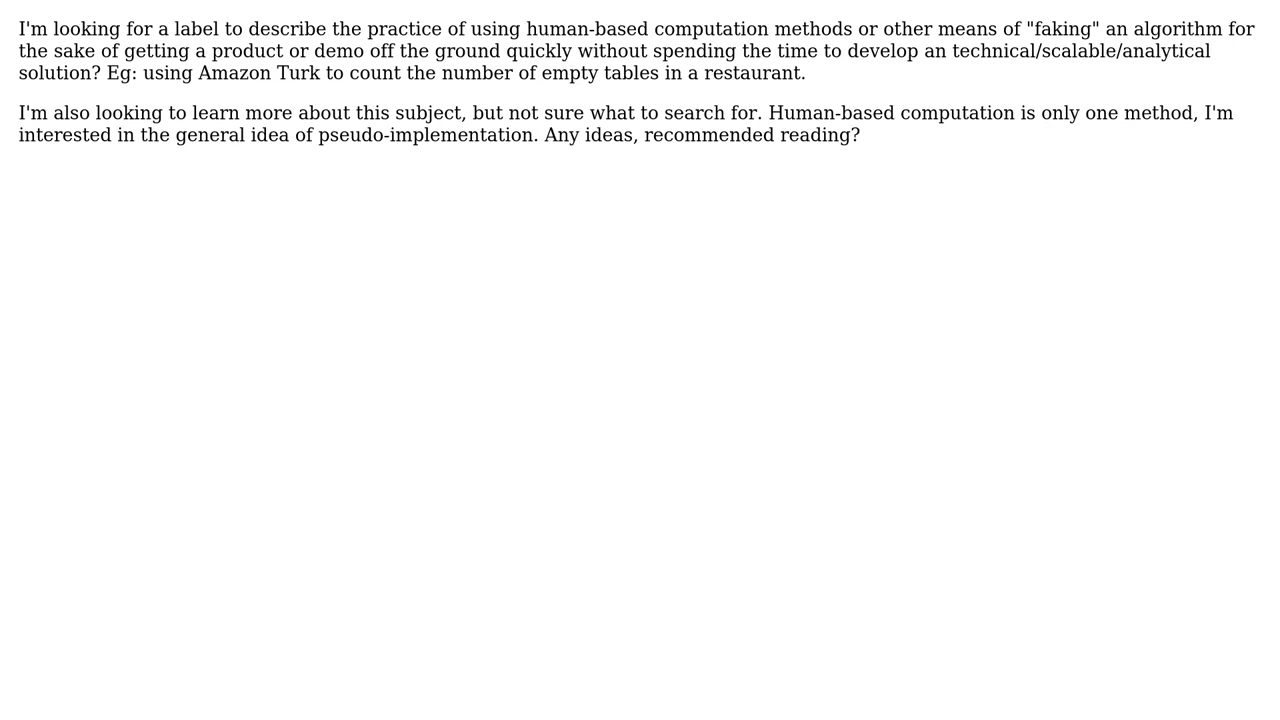 I'm looking for a label to describe the practice of using human-based computation methods or other means of "faking" an algorithm for
the sake of getting a product or demo off the ground quickly without spending the time to develop an technical/scalable/analytical
solution? Eg: using Amazon Turk to count the number of empty tables in a restaurant.
I'm also looking to learn more about this subject, but not sure what to search for. Human-based computation is only one method, I'm
interested in the general idea of pseudo-implementation. Any ideas, recommended reading?